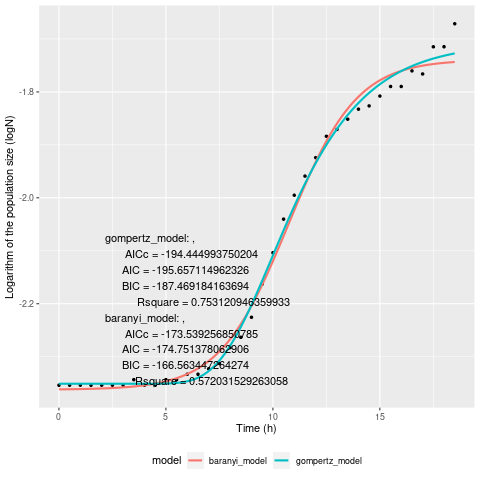 -1.8
-2.0
-2.2
Logarithm of the population size (logN)
gompertz_model: ,
AICc = -194.444993750204
AIC = -195.657114962326
BIC = -187.469184163694
Rsquare = 0.753120946359933
baranyi_model: ,
AICc = -173.539256850785
AIC = -174.751378062906
BIC = -166.563447264274
Rsquare = 0.572031529263058
0 5 10 15
Time (h)
model baranyi_model gompertz_model